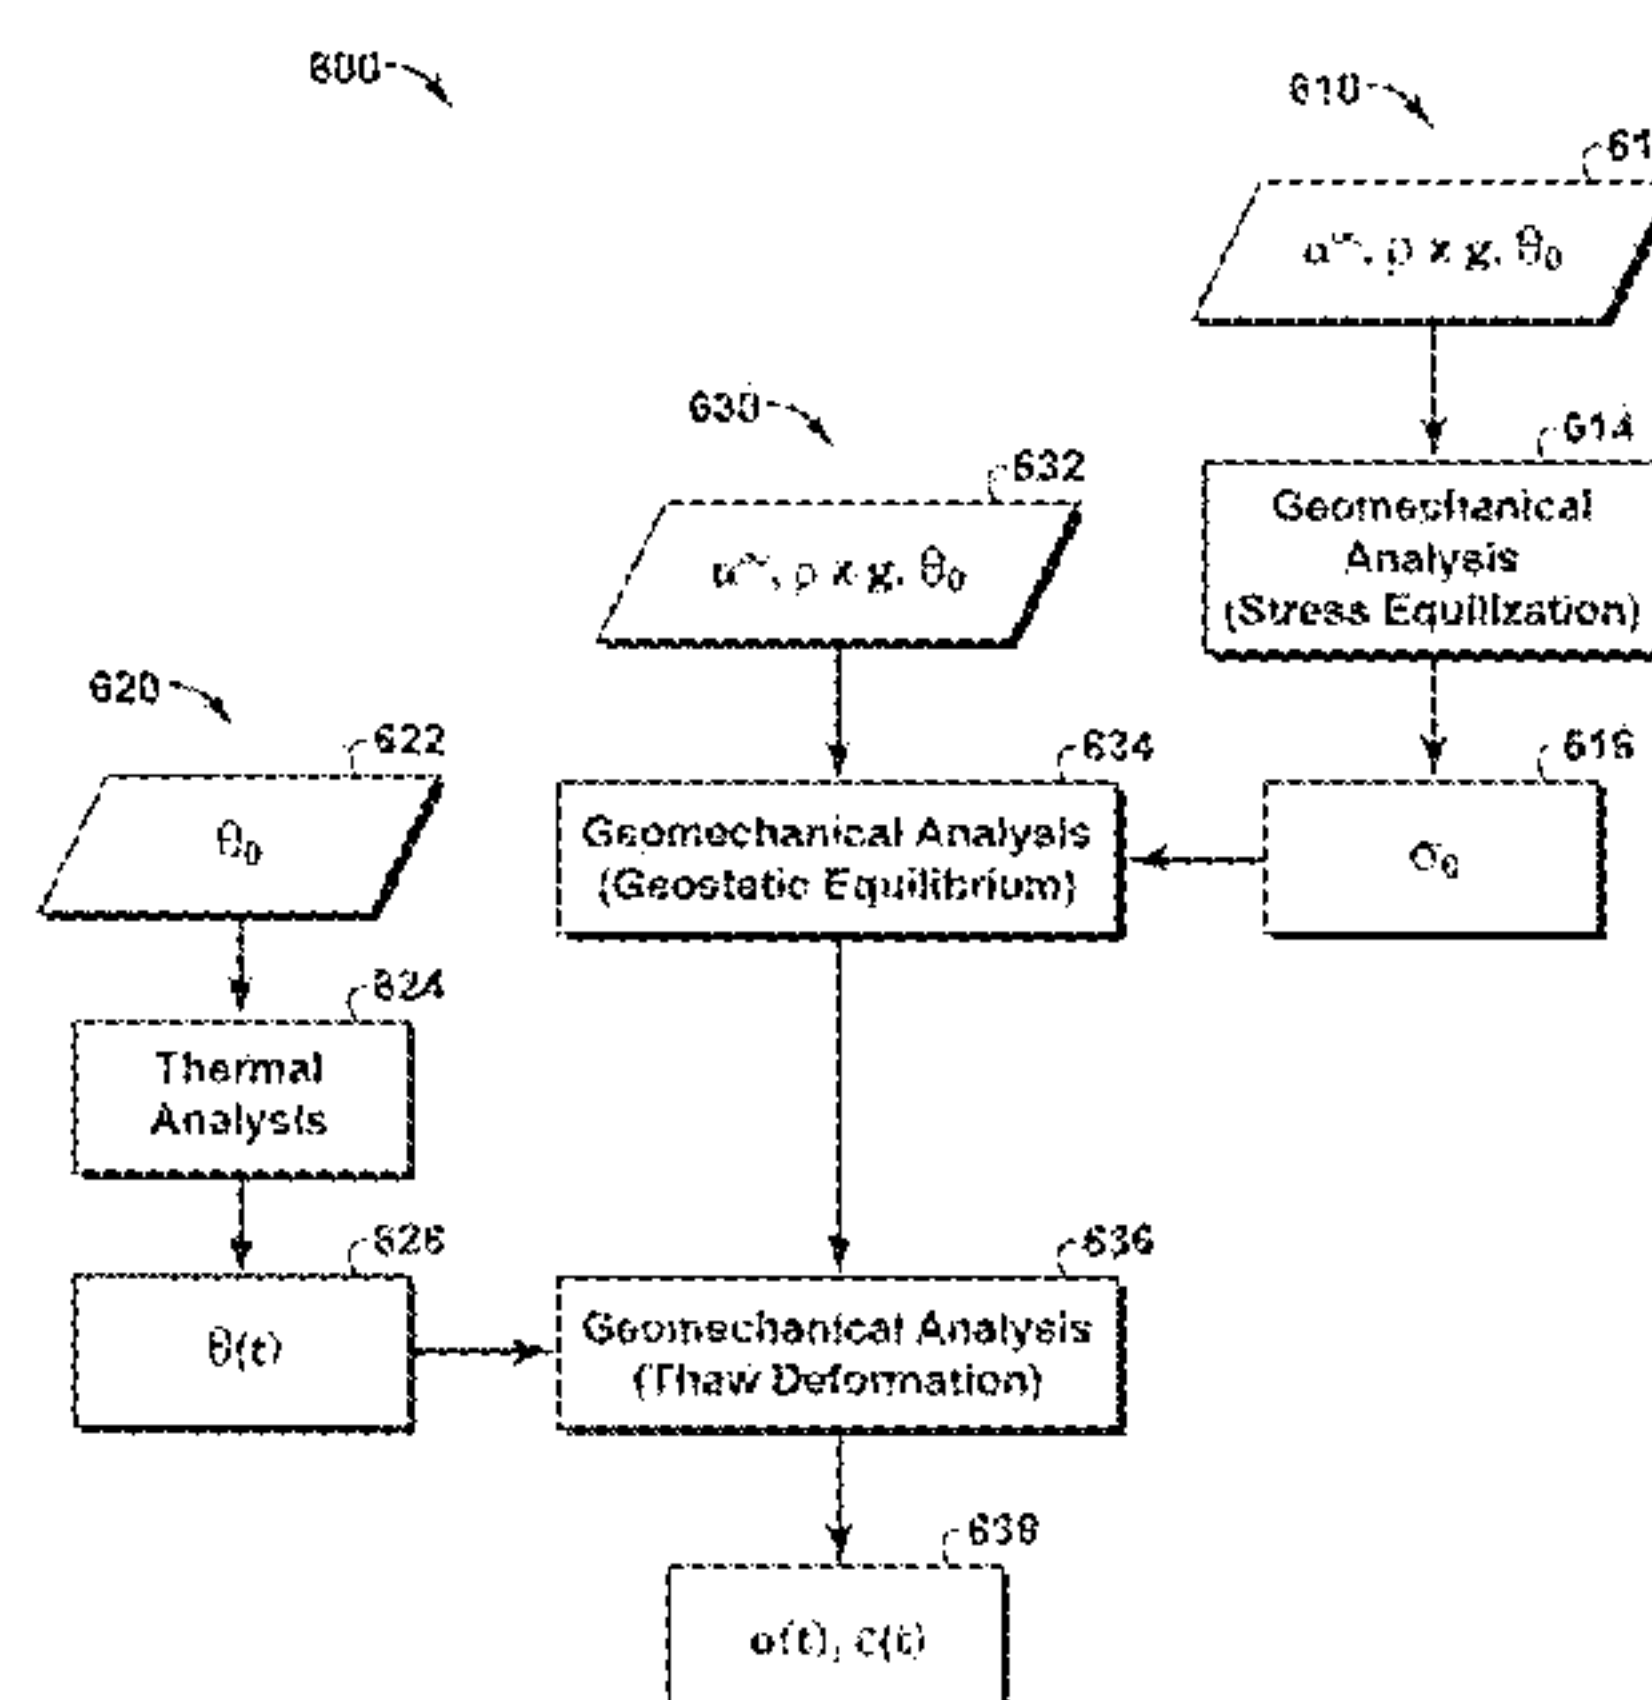 600
610
61
ρ x g, θ₀
614
Geomechanical
Analysis
(Stress Equilization)
616
σ₀
630
632
ρ x g, θ₀
634
Geomechanical Analysis
(Geostatic Equilibrium)
620
622
θ₀
624
Thermal
Analysis
626
θ(t)
636
Geomechanical Analysis
(Thaw Deformation)
638
σ(t), ε(t)